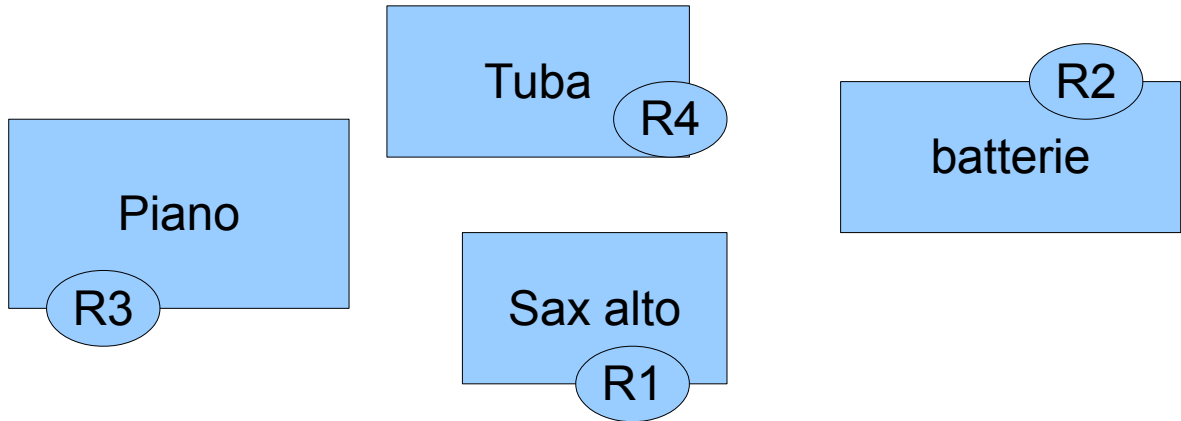 Tuba
R4
R2
batterie
Piano
R3
Sax alto
R1